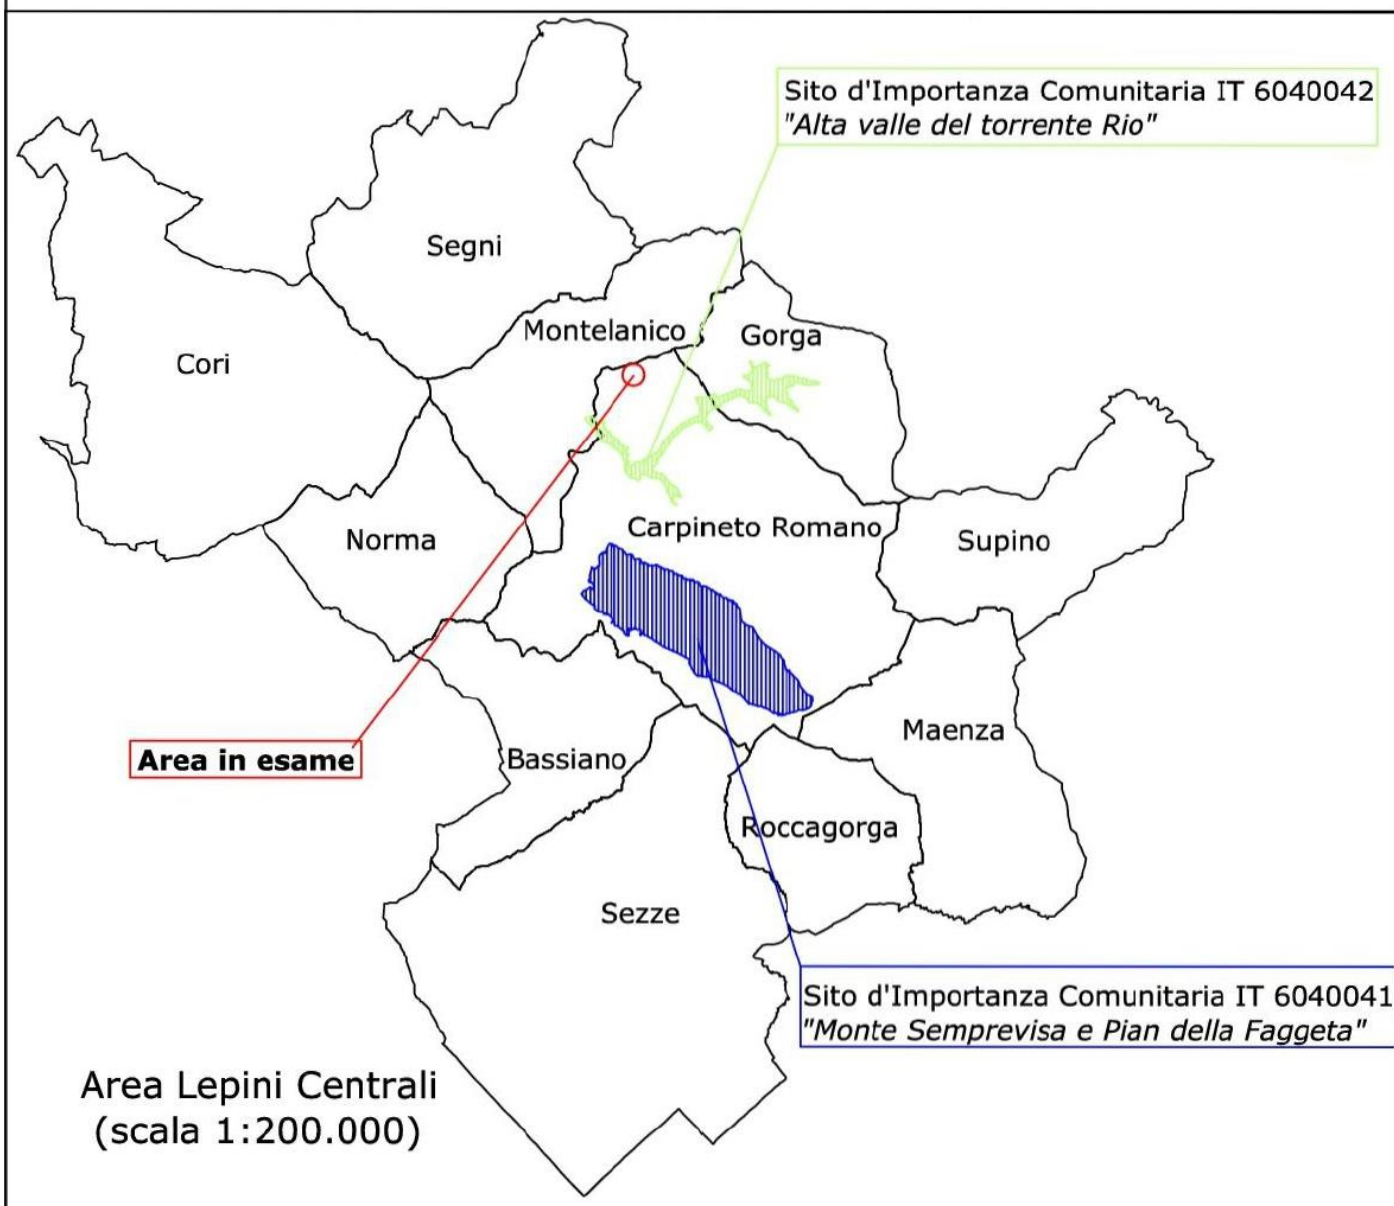 Sito d'Importanza Comunitaria IT 6040042
"Alta valle del torrente Rio"
Segni
Montelanico
Gorga
Cori
Carpineto Romano
Norma
Supino
Maenza
Area in esame
Bassiano
Roccagorga
Sezze
Sito d'Importanza Comunitaria IT 6040041
"Monte Semprevisa e Pian della Faggeta"
Area Lepini Centrali
(scala 1:200.000)